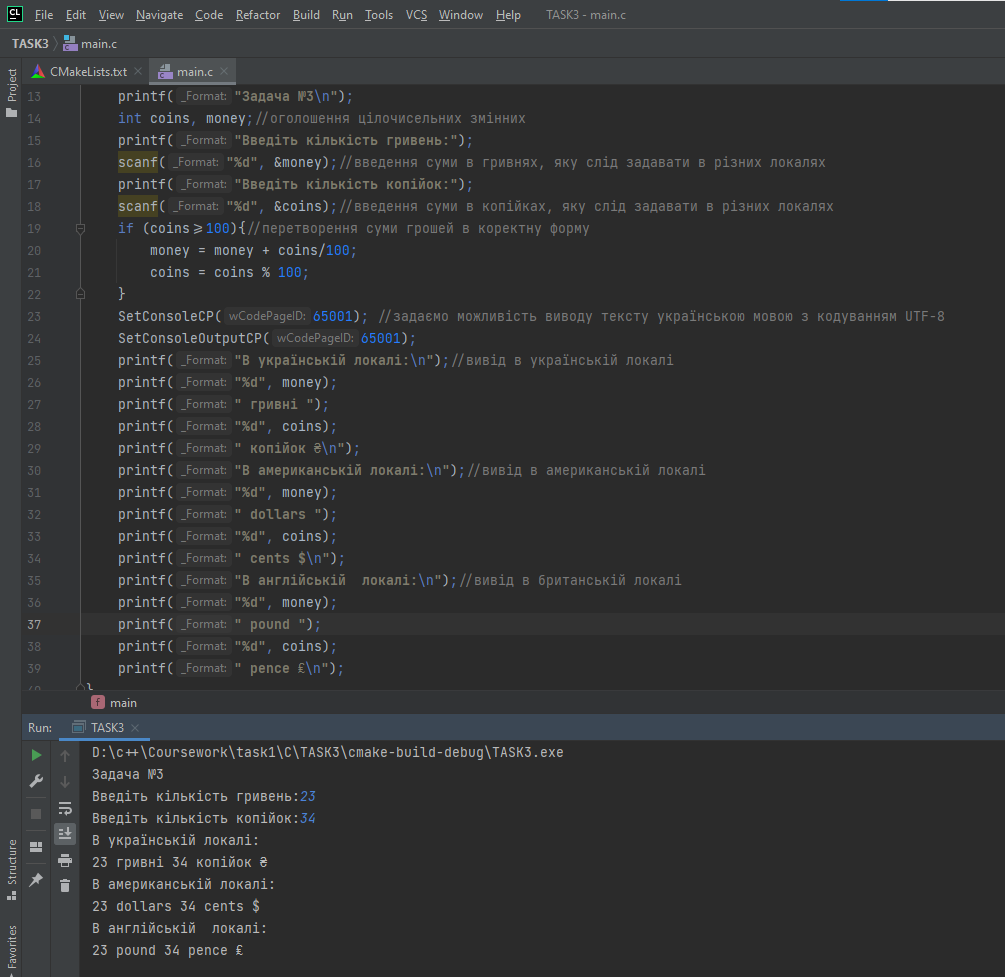 CL File Edit View Navigate Code Refactor Build Run Tools VCS Window Help TASK3 - main.c
TASK3 main.c
Project
CMakeLists.txt main.c
13 printf( _Format: "Задача №3\n");
14 int coins, money;//оголошення цілочисельних змінних
15 printf( _Format: "Введіть кількість гривень:");
16 scanf( _Format: "%d", &money);//введення суми в гривнях, яку слід задавати в різних локалях
17 printf( _Format: "Введіть кількість копійок:");
18 scanf( _Format: "%d", &coins);//введення суми в копійках, яку слід задавати в різних локалях
19 if (coins>=100){//перетворення суми грошей в коректну форму
20 money = money + coins/100;
21 coins = coins % 100;
22 }
23 SetConsoleCP( wCodePageID: 65001); //задаємо можливість виводу тексту українською мовою з кодуванням UTF-8
24 SetConsoleOutputCP( wCodePageID: 65001);
25 printf( _Format: "В українській локалі:\n");//вивід в українській локалі
26 printf( _Format: "%d", money);
27 printf( _Format: " гривні ");
28 printf( _Format: "%d", coins);
29 printf( _Format: " копійок ₴\n");
30 printf( _Format: "В американській локалі:\n");//вивід в американській локалі
31 printf( _Format: "%d", money);
32 printf( _Format: " dollars ");
33 printf( _Format: "%d", coins);
34 printf( _Format: " cents $\n");
35 printf( _Format: "В англійській  локалі:\n");//вивід в британській локалі
36 printf( _Format: "%d", money);
37 printf( _Format: " pound ");
38 printf( _Format: "%d", coins);
39 printf( _Format: " pence ₤\n");
40 }
f main
Run: TASK3
D:\c++\Coursework\task1\C\TASK3\cmake-build-debug\TASK3.exe
Задача №3
Введіть кількість гривень:23
Введіть кількість копійок:34
В українській локалі:
23 гривні 34 копійок ₴
В американській локалі:
23 dollars 34 cents $
В англійській  локалі:
23 pound 34 pence ₤
Structure
Favorites